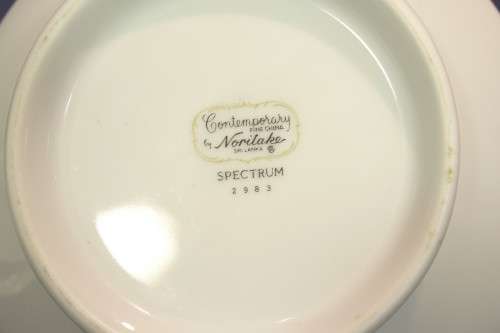 Contemporary
FINE CHINA
by Noritake
SRI LANKA
SPECTRUM
2983